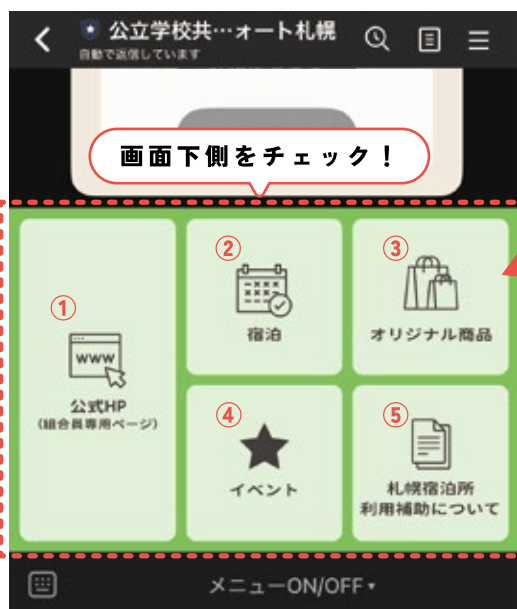 公立学校共…ォート札幌
自動で返信しています
画面下側をチェック!
①
www
公式HP
(組合員専用ページ)
②
宿泊
③
オリジナル商品
④
イベント
⑤
札幌宿泊所
利用補助について
メニューON/OFF▾